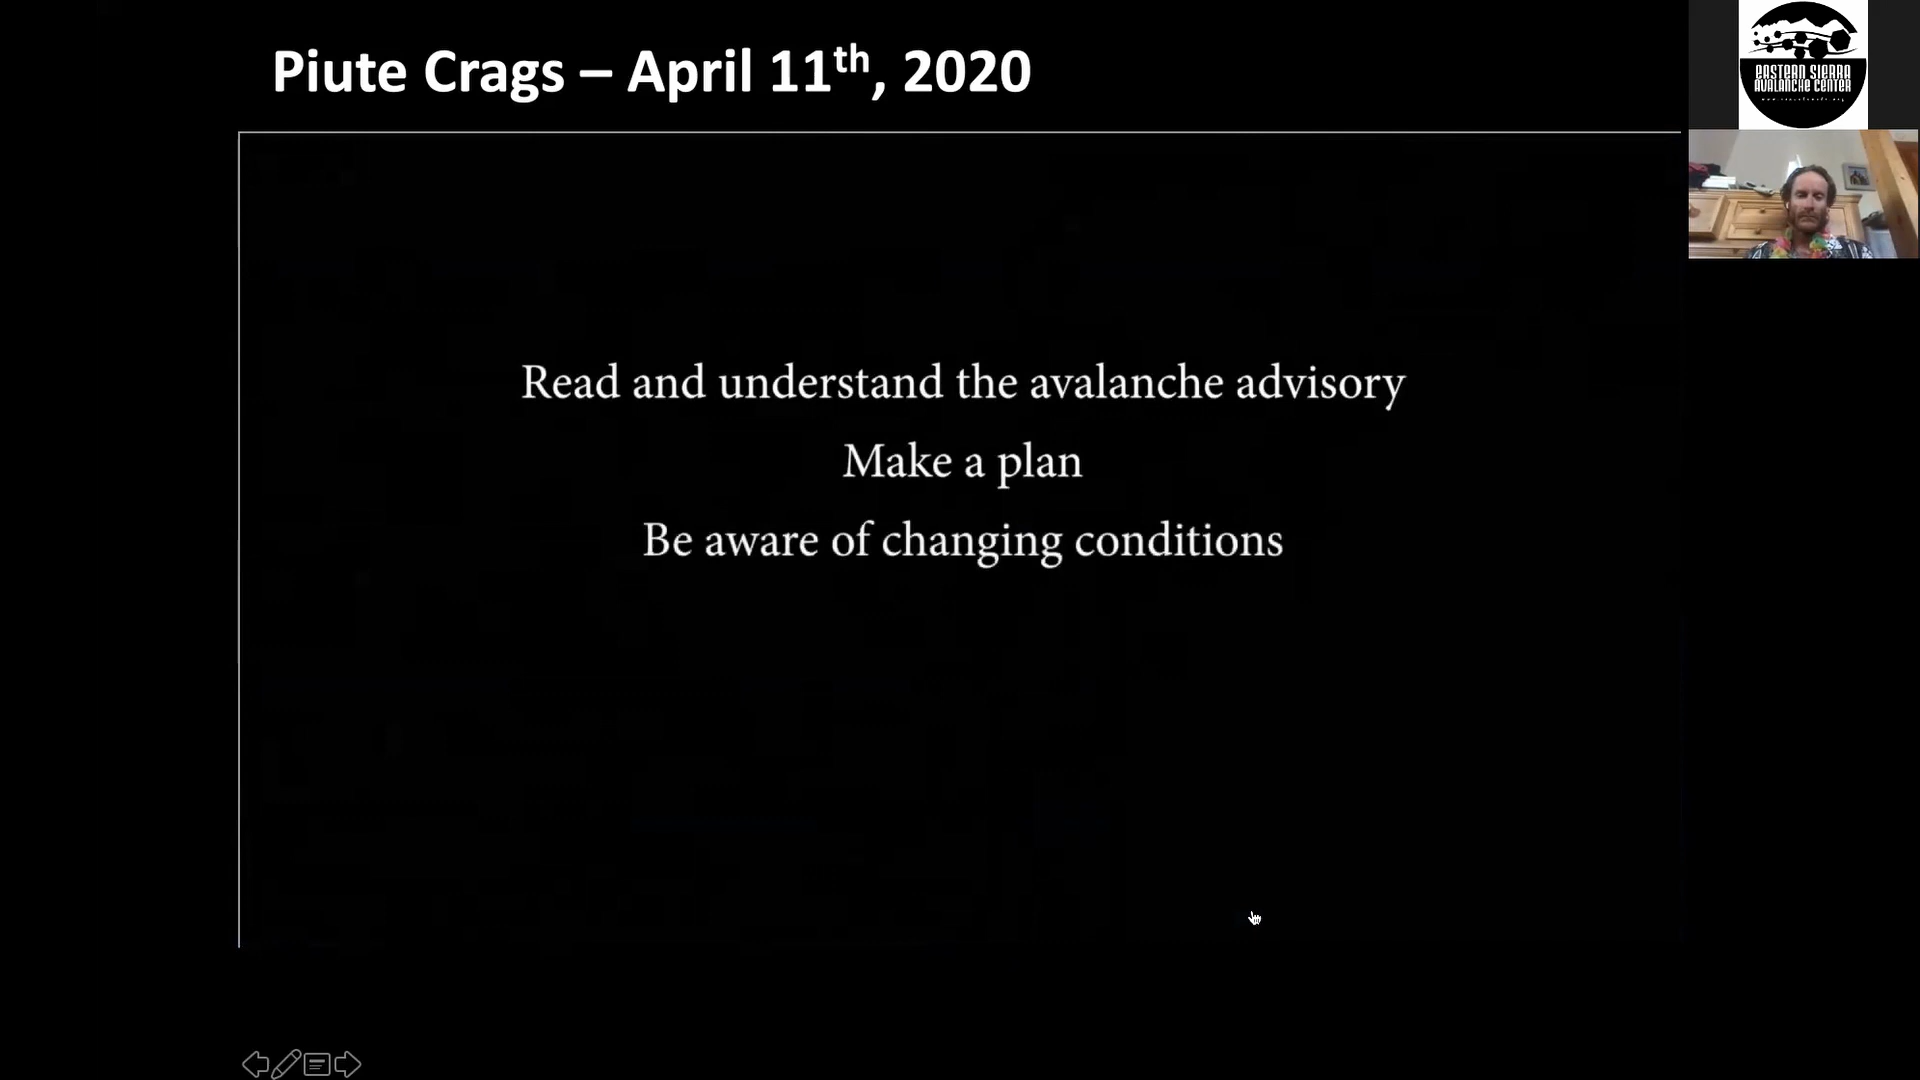 Piute Crags – April 11th, 2020
EASTERN SIERRA
AVALANCHE CENTER
Read and understand the avalanche advisory
Make a plan
Be aware of changing conditions